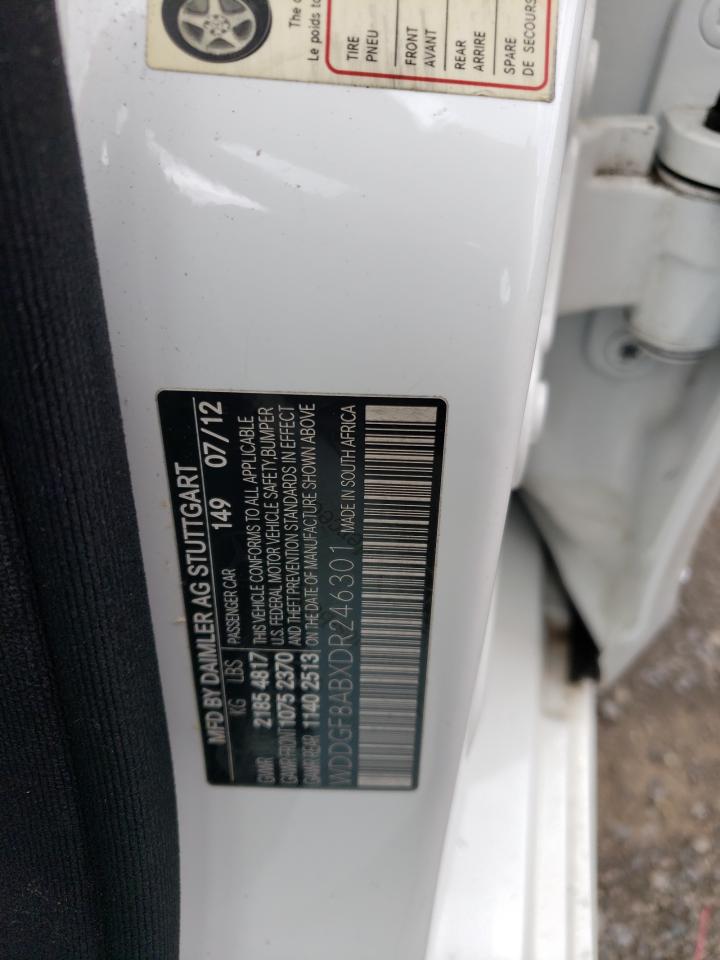 The
Le poids to
TIRE
PNEU
FRONT
AVANT
REAR
ARRIRE
SPARE
DE SECOURS
MFD BY DAIMLER AG STUTTGART
149 07/12
KG LBS PASSENGER CAR
GVWR 2185 4817 THIS VEHICLE CONFORMS TO ALL APPLICABLE
GAWR FRONT 1075 2370 U.S. FEDERAL MOTOR VEHICLE SAFETY, BUMPER
GAWR REAR 1140 2513 AND THEFT PREVENTION STANDARDS IN EFFECT
ON THE DATE OF MANUFACTURE SHOWN ABOVE
WDDGF8ABXDR246301 MADE IN SOUTH AFRICA